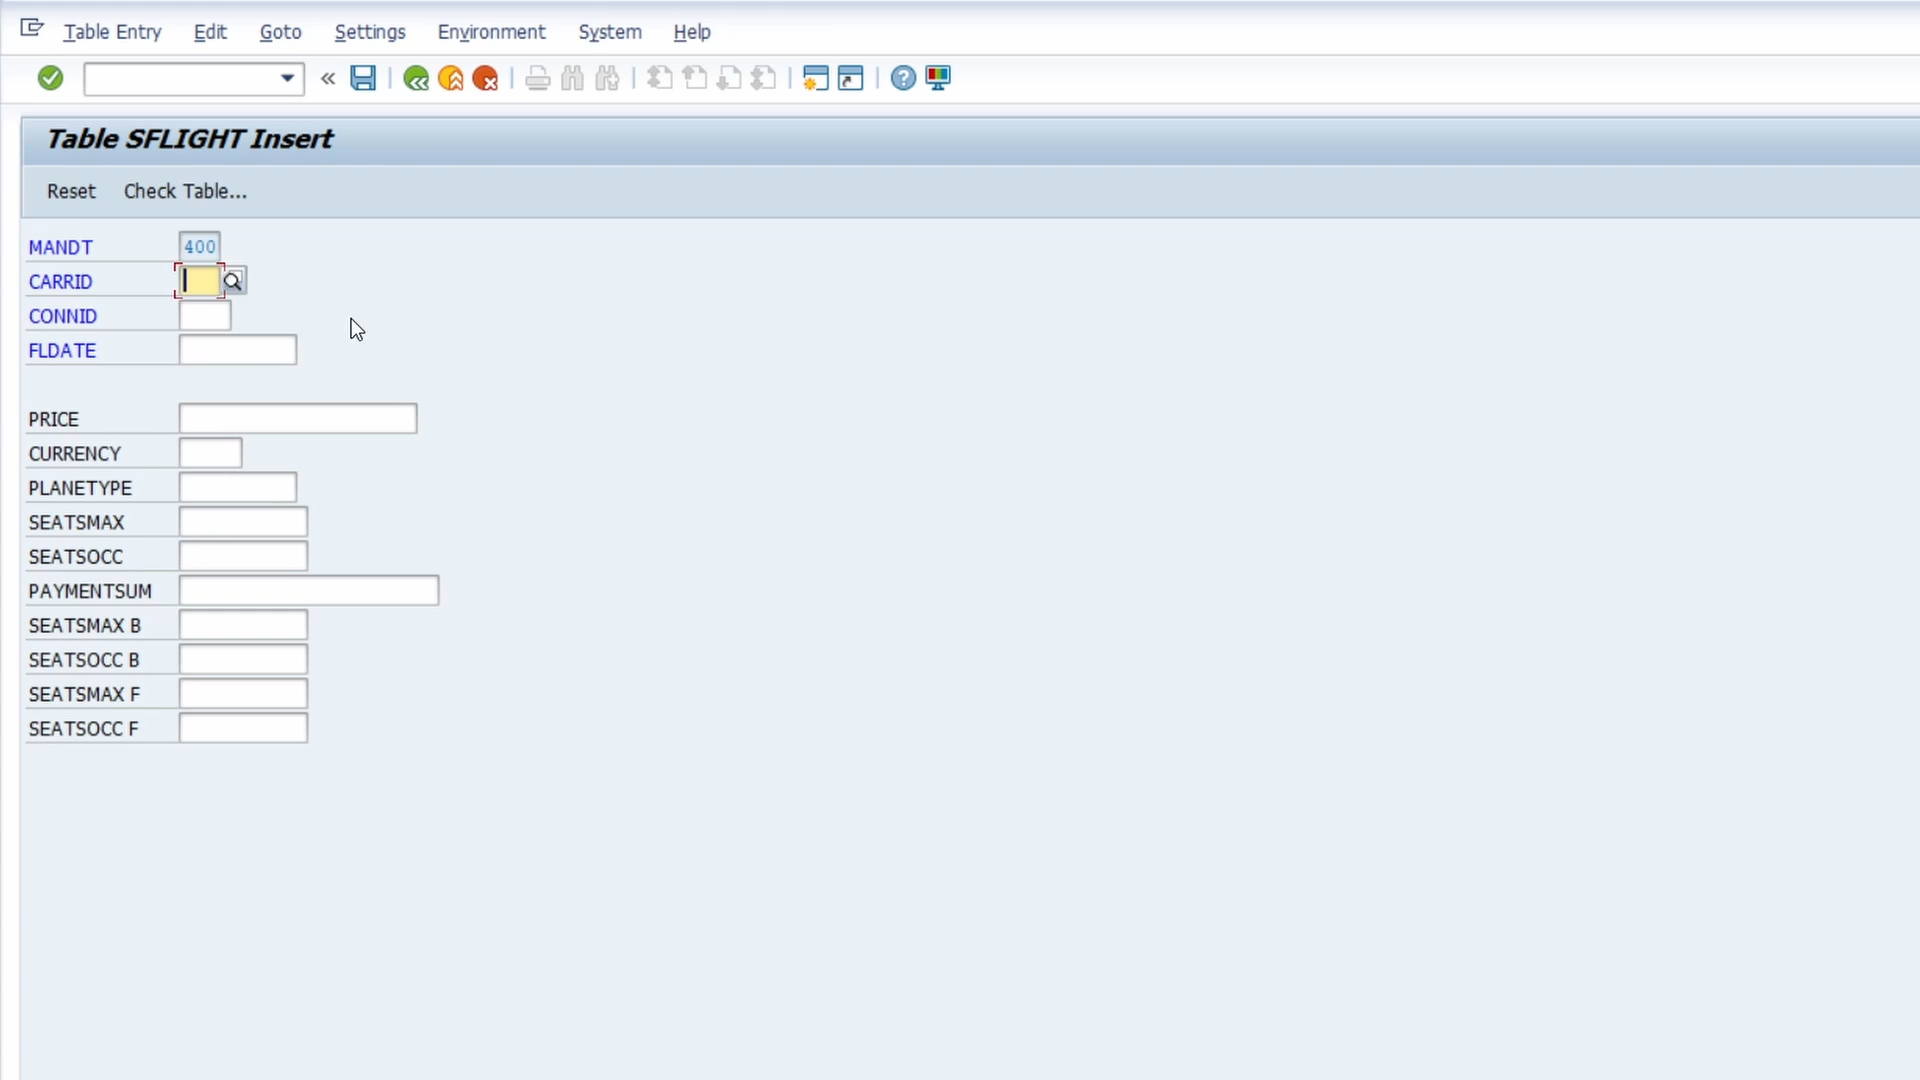 Table Entry Edit Goto Settings Environment System Help
Table SFLIGHT Insert
Reset Check Table...
MANDT 400
CARRID
CONNID
FLDATE
PRICE
CURRENCY
PLANETYPE
SEATSMAX
SEATSOCC
PAYMENTSUM
SEATSMAX B
SEATSOCC B
SEATSMAX F
SEATSOCC F